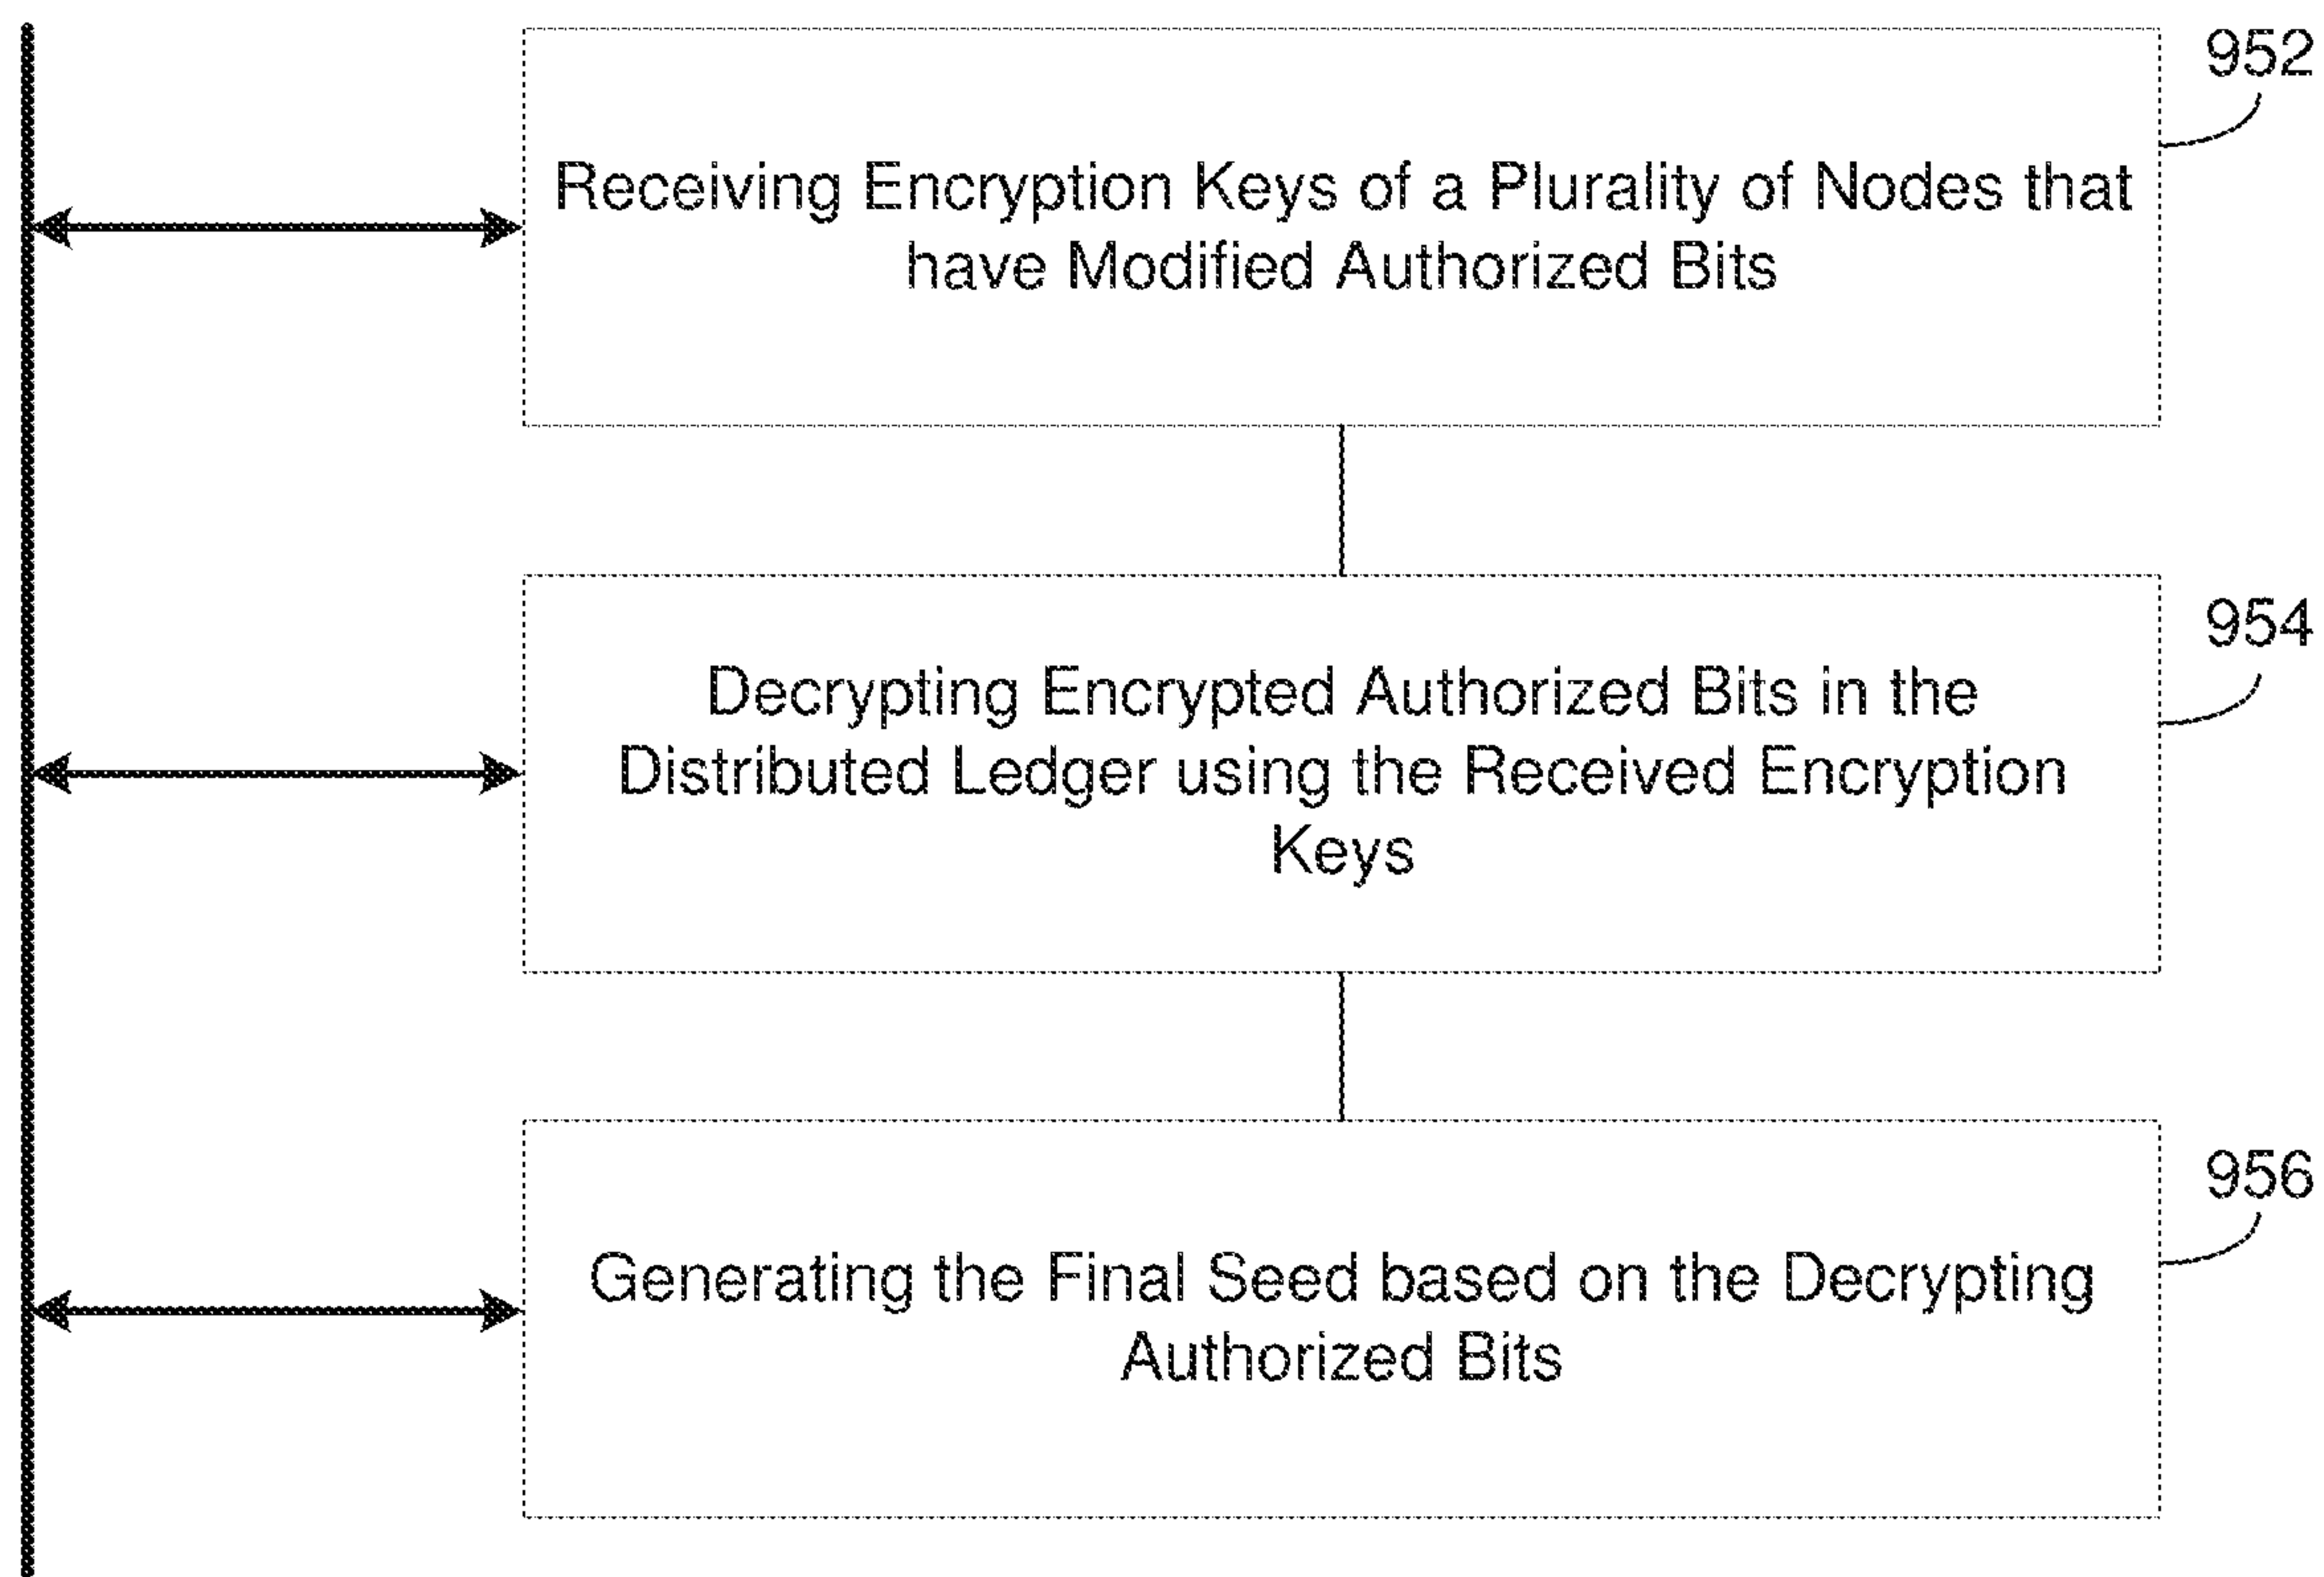 952
Receiving Encryption Keys of a Plurality of Nodes that
have Modified Authorized Bits
954
Decrypting Encrypted Authorized Bits in the
Distributed Ledger using the Received Encryption
Keys
956
Generating the Final Seed based on the Decrypting
Authorized Bits